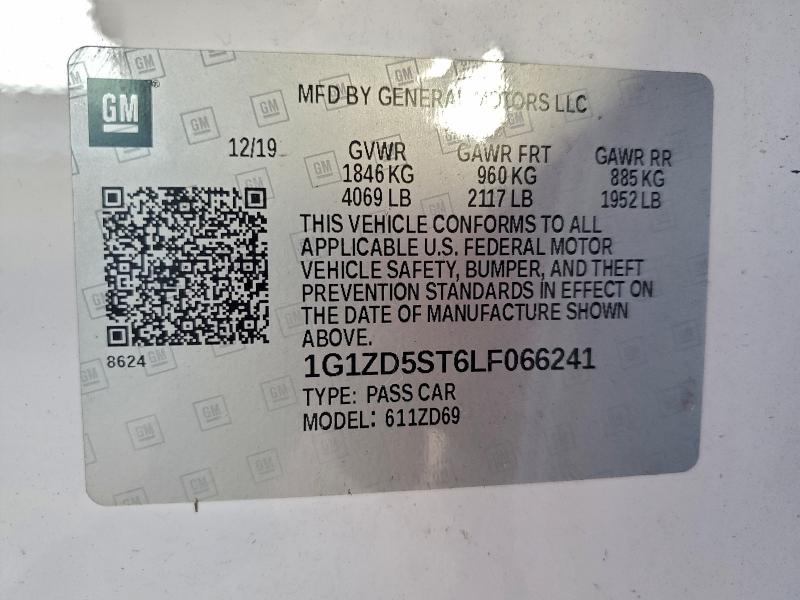 GM
MFD BY GENERAL MOTORS LLC
12/19 GVWR GAWR FRT GAWR RR
1846 KG 960 KG 885 KG
4069 LB 2117 LB 1952 LB
THIS VEHICLE CONFORMS TO ALL
APPLICABLE U.S. FEDERAL MOTOR
VEHICLE SAFETY, BUMPER, AND THEFT
PREVENTION STANDARDS IN EFFECT ON
THE DATE OF MANUFACTURE SHOWN
ABOVE.
8624
1G1ZD5ST6LF066241
TYPE: PASS CAR
MODEL: 611ZD69